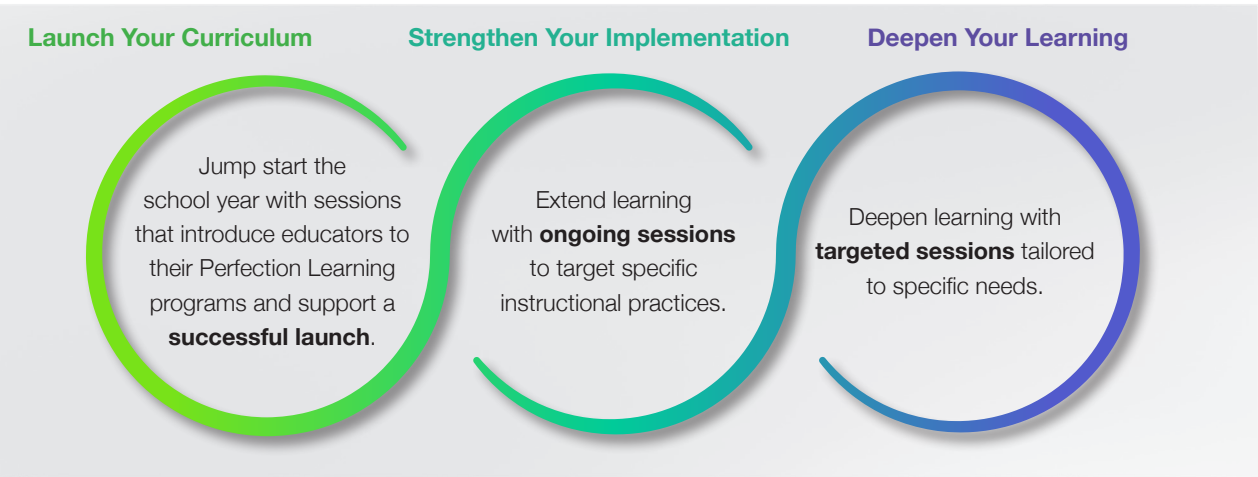 Launch Your Curriculum
Jump start the
school year with sessions
that introduce educators to
their Perfection Learning
programs and support a
successful launch.
Strengthen Your Implementation
Extend learning
with ongoing sessions
to target specific
instructional practices.
Deepen Your Learning
Deepen learning with
targeted sessions tailored
to specific needs.